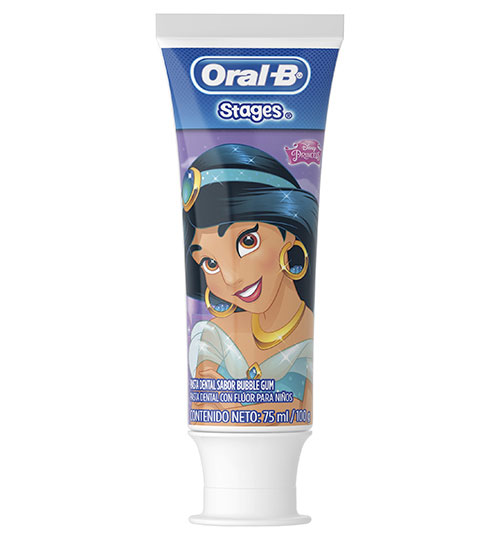 Oral-B®
Stages®
Disney
PRINCESS
PASTA DENTAL SABOR BUBBLE GUM
PASTA DENTAL CON FLÚOR PARA NIÑOS
CONTENIDO NETO: 75 ml/100 g